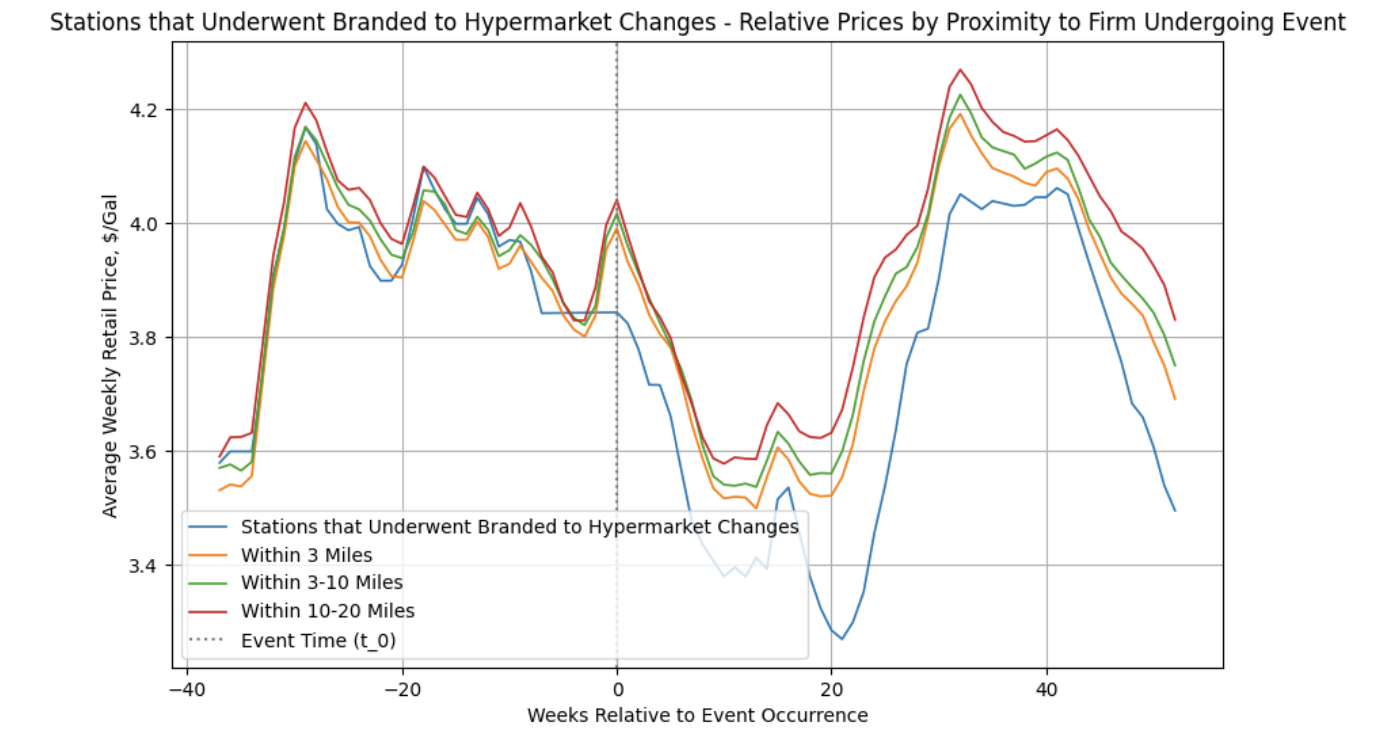 Stations that Underwent Branded to Hypermarket Changes - Relative Prices by Proximity to Firm Undergoing Event
Average Weekly Retail Price, $/Gal
4.2
4.0
3.8
3.6
3.4
Stations that Underwent Branded to Hypermarket Changes
Within 3 Miles
Within 3-10 Miles
Within 10-20 Miles
Event Time (t_0)
−40
−20
0
20
40
Weeks Relative to Event Occurrence